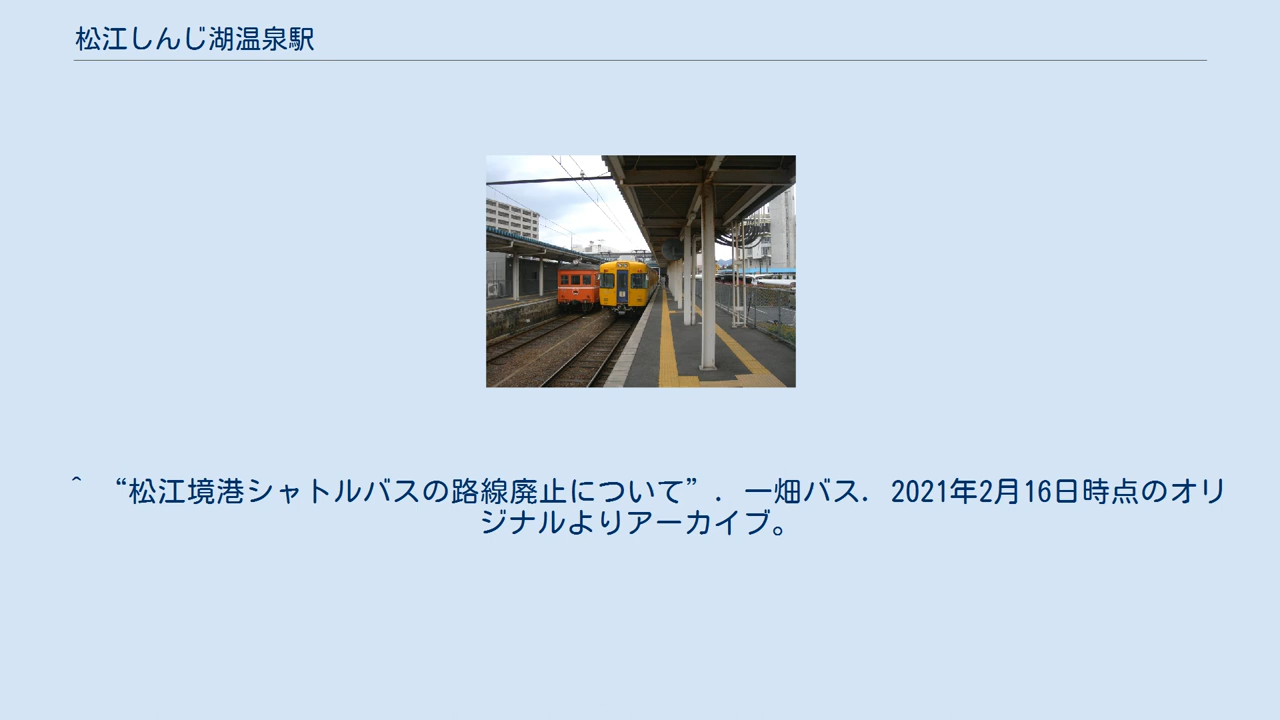 松江しんじ湖温泉駅
^ “松江境港シャトルバスの路線廃止について”. 一畑バス. 2021年2月16日時点のオリ
ジナルよりアーカイブ。